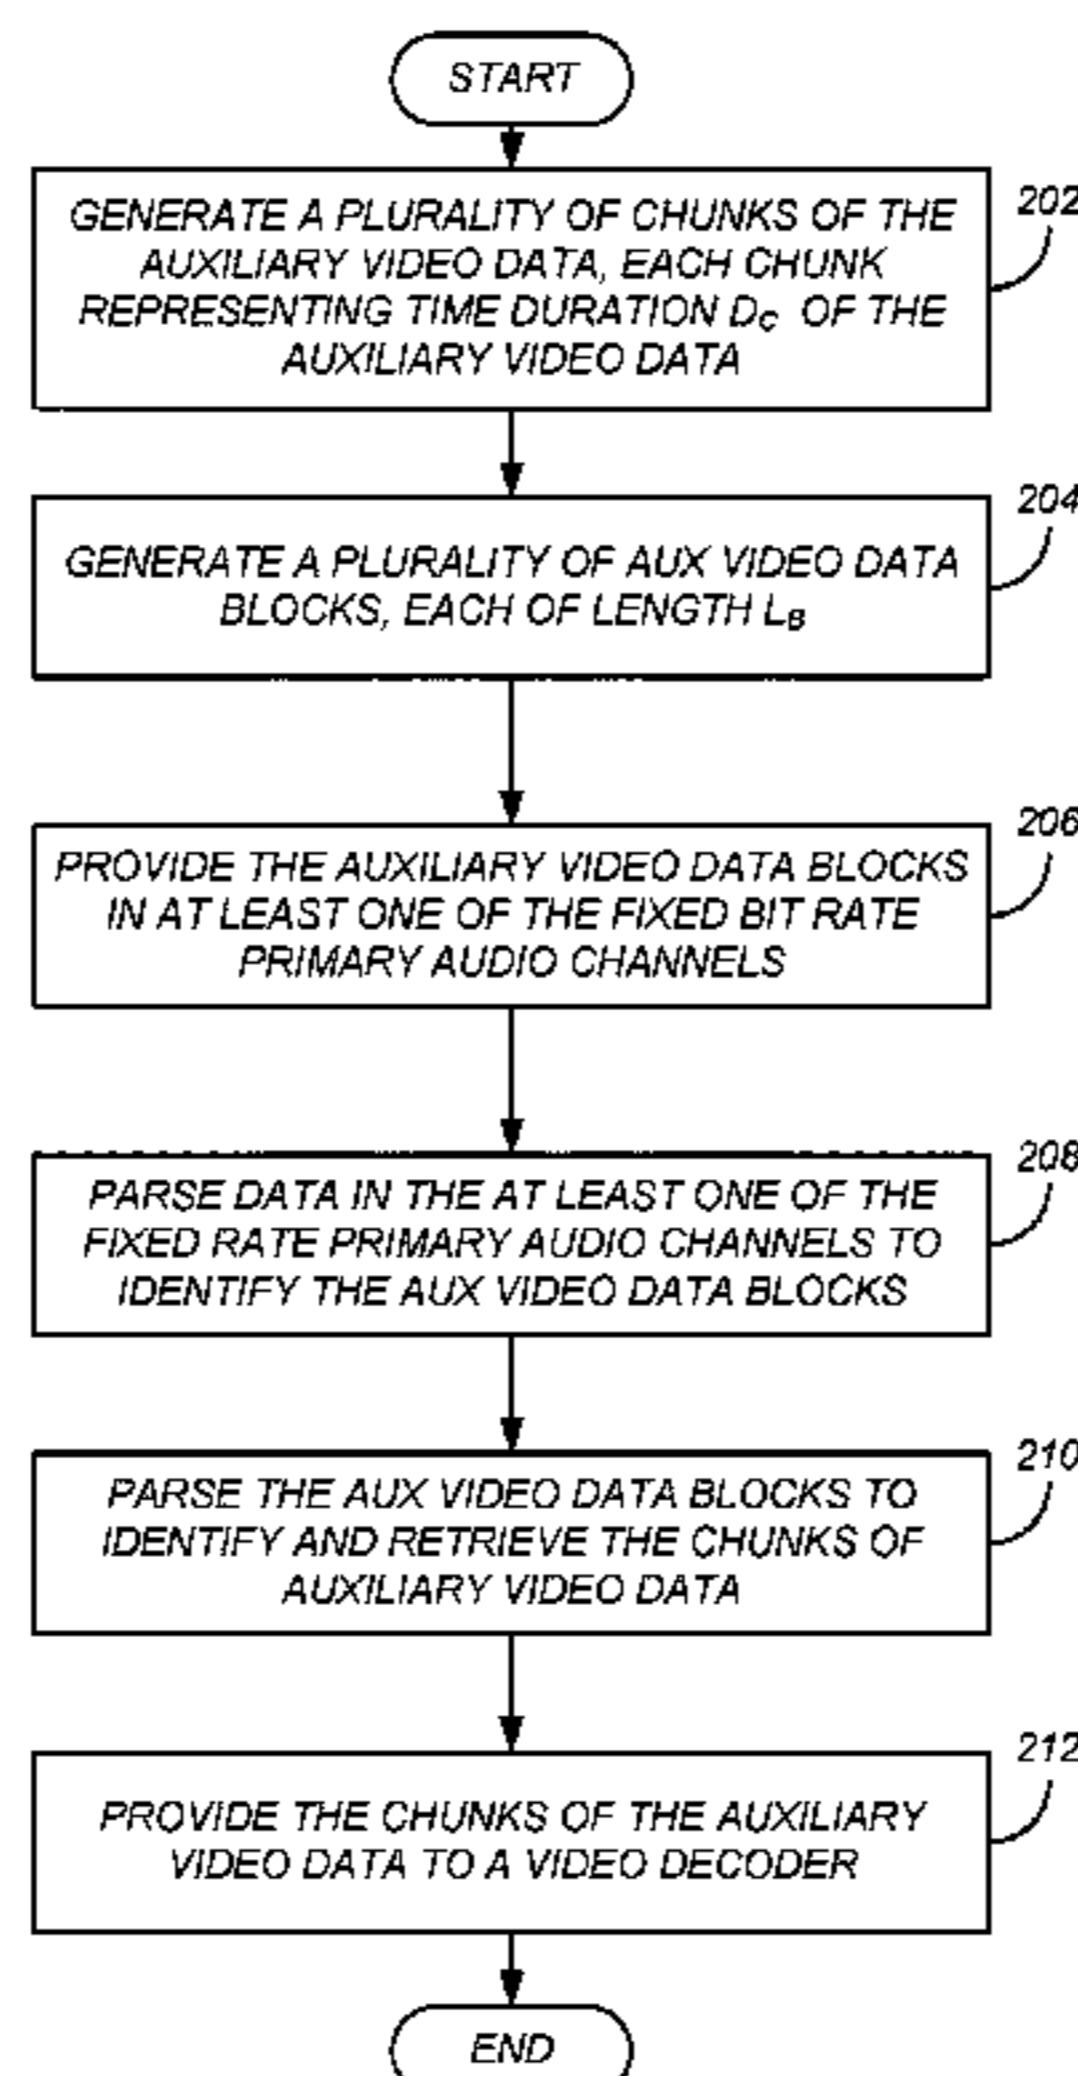 START
202
GENERATE A PLURALITY OF CHUNKS OF THE
AUXILIARY VIDEO DATA, EACH CHUNK
REPRESENTING TIME DURATION DC OF THE
AUXILIARY VIDEO DATA
204
GENERATE A PLURALITY OF AUX VIDEO DATA
BLOCKS, EACH OF LENGTH LB
206
PROVIDE THE AUXILIARY VIDEO DATA BLOCKS
IN AT LEAST ONE OF THE FIXED BIT RATE
PRIMARY AUDIO CHANNELS
208
PARSE DATA IN THE AT LEAST ONE OF THE
FIXED RATE PRIMARY AUDIO CHANNELS TO
IDENTIFY THE AUX VIDEO DATA BLOCKS
210
PARSE THE AUX VIDEO DATA BLOCKS TO
IDENTIFY AND RETRIEVE THE CHUNKS OF
AUXILIARY VIDEO DATA
212
PROVIDE THE CHUNKS OF THE AUXILIARY
VIDEO DATA TO A VIDEO DECODER
END